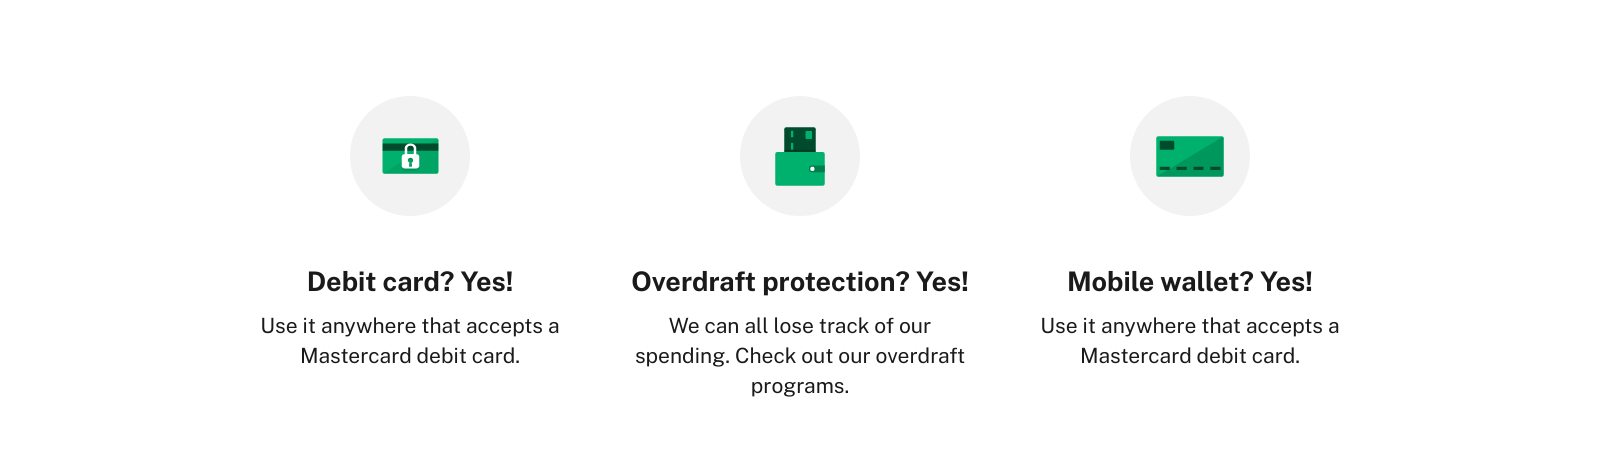 Debit card? Yes!
Use it anywhere that accepts a
Mastercard debit card.
Overdraft protection? Yes!
We can all lose track of our
spending. Check out our overdraft
programs.
Mobile wallet? Yes!
Use it anywhere that accepts a
Mastercard debit card.